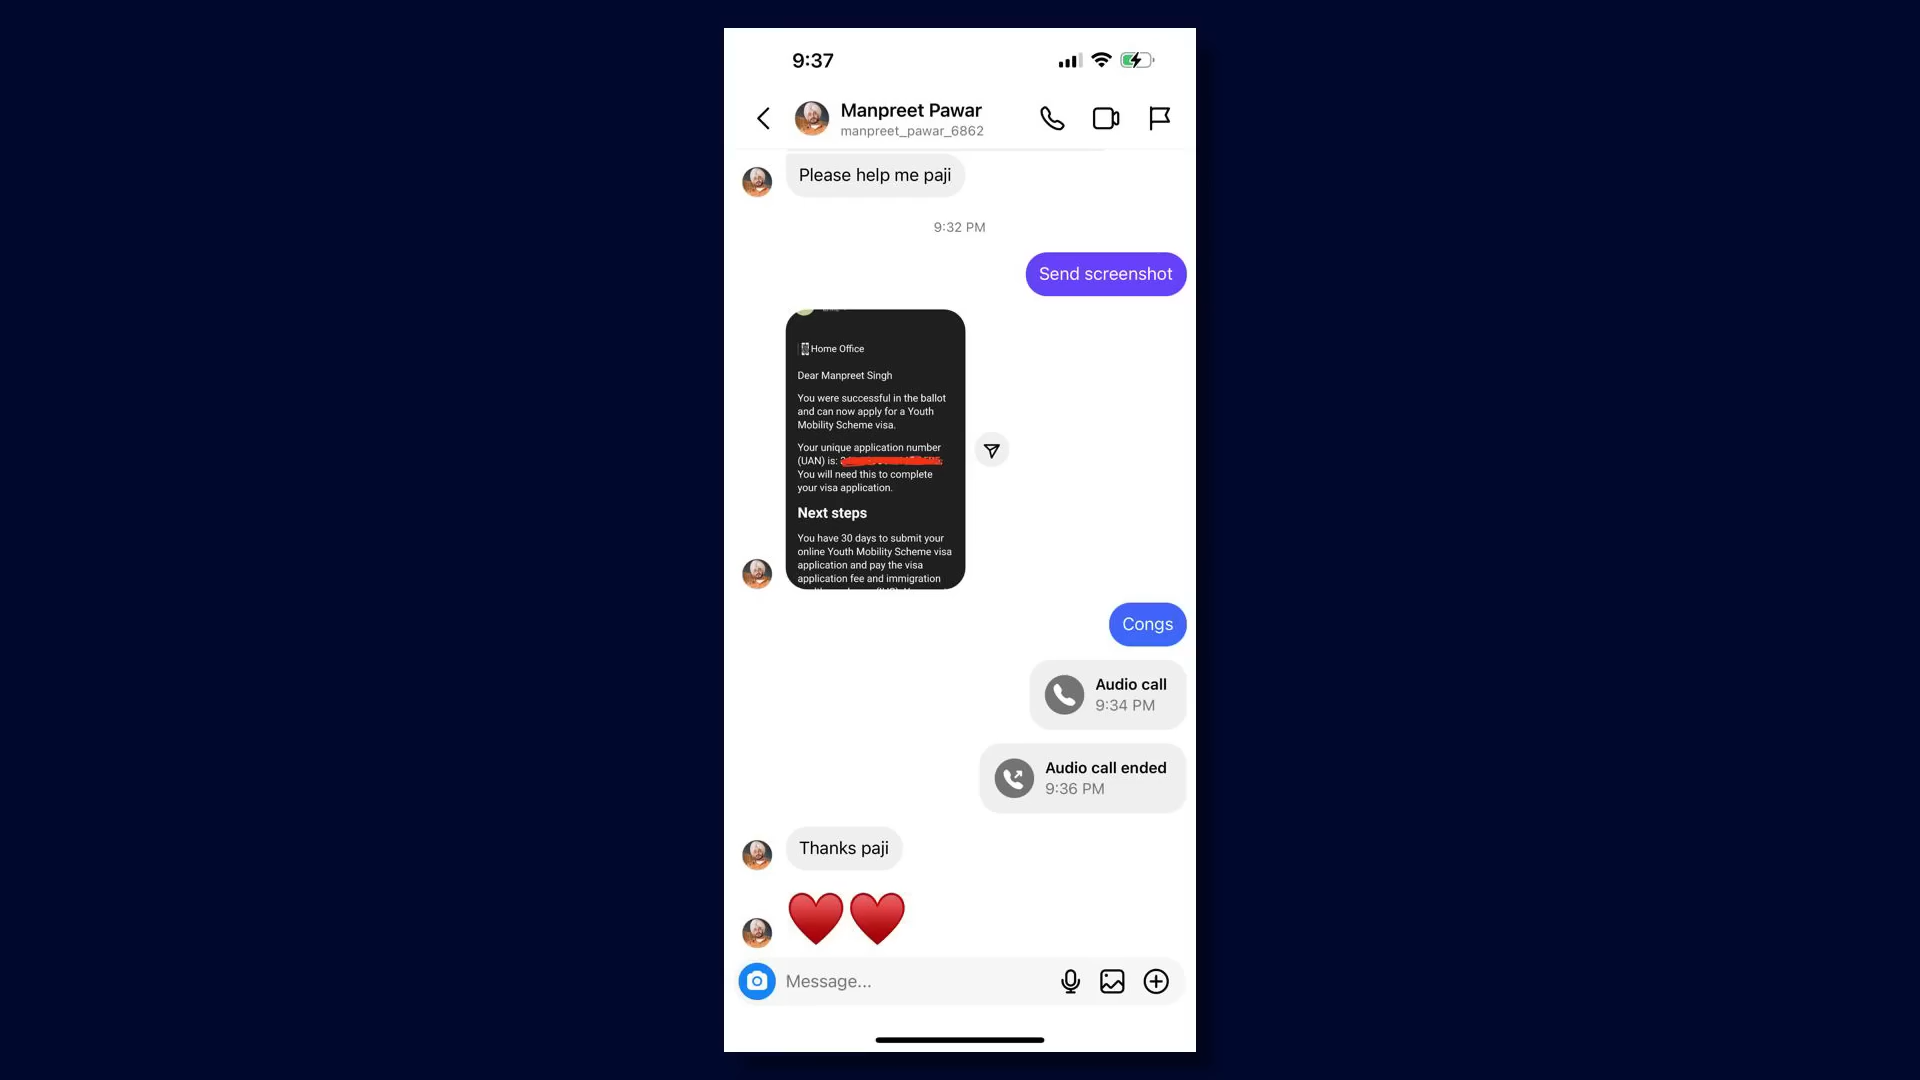 9:37
Manpreet Pawar
manpreet_pawar_6862
Please help me paji
9:32 PM
Send screenshot
Home Office
Dear Manpreet Singh
You were successful in the ballot
and can now apply for a Youth
Mobility Scheme visa.
Your unique application number
(UAN) is:
You will need this to complete
your visa application.
Next steps
You have 30 days to submit your
online Youth Mobility Scheme visa
application and pay the visa
application fee and immigration
Congs
Audio call
9:34 PM
Audio call ended
9:36 PM
Thanks paji
Message...